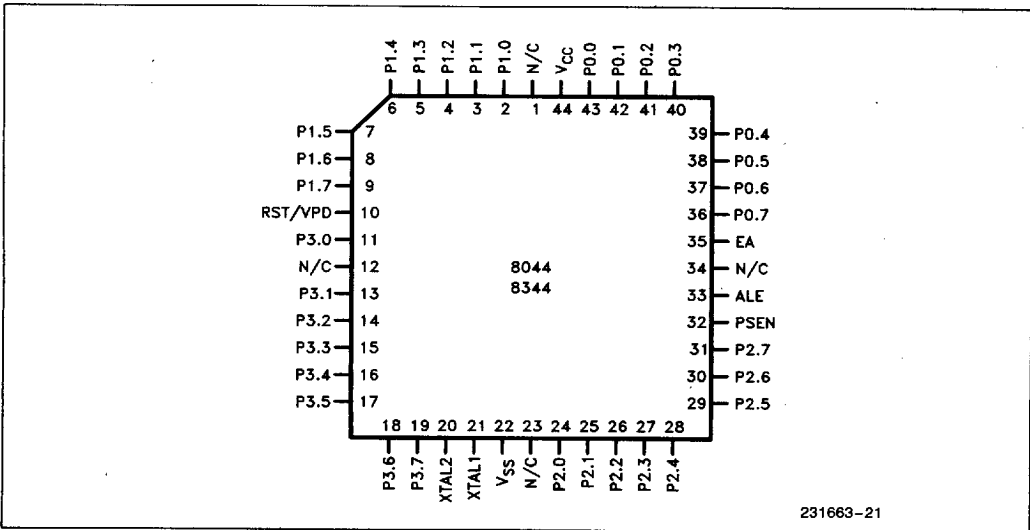 P1.4 P1.3 P1.2 P1.1 P1.0 N/C VCC P0.0 P0.1 P0.2 P0.3
6 5 4 3 2 1 44 43 42 41 40
P1.5 7 39 P0.4
P1.6 8 38 P0.5
P1.7 9 37 P0.6
RST/VPD 10 36 P0.7
P3.0 11 35 EA
N/C 12 8044 34 N/C
P3.1 13 8344 33 ALE
P3.2 14 32 PSEN
P3.3 15 31 P2.7
P3.4 16 30 P2.6
P3.5 17 29 P2.5
18 19 20 21 22 23 24 25 26 27 28
P3.6 P3.7 XTAL2 XTAL1 VSS N/C P2.0 P2.1 P2.2 P2.3 P2.4
231663-21